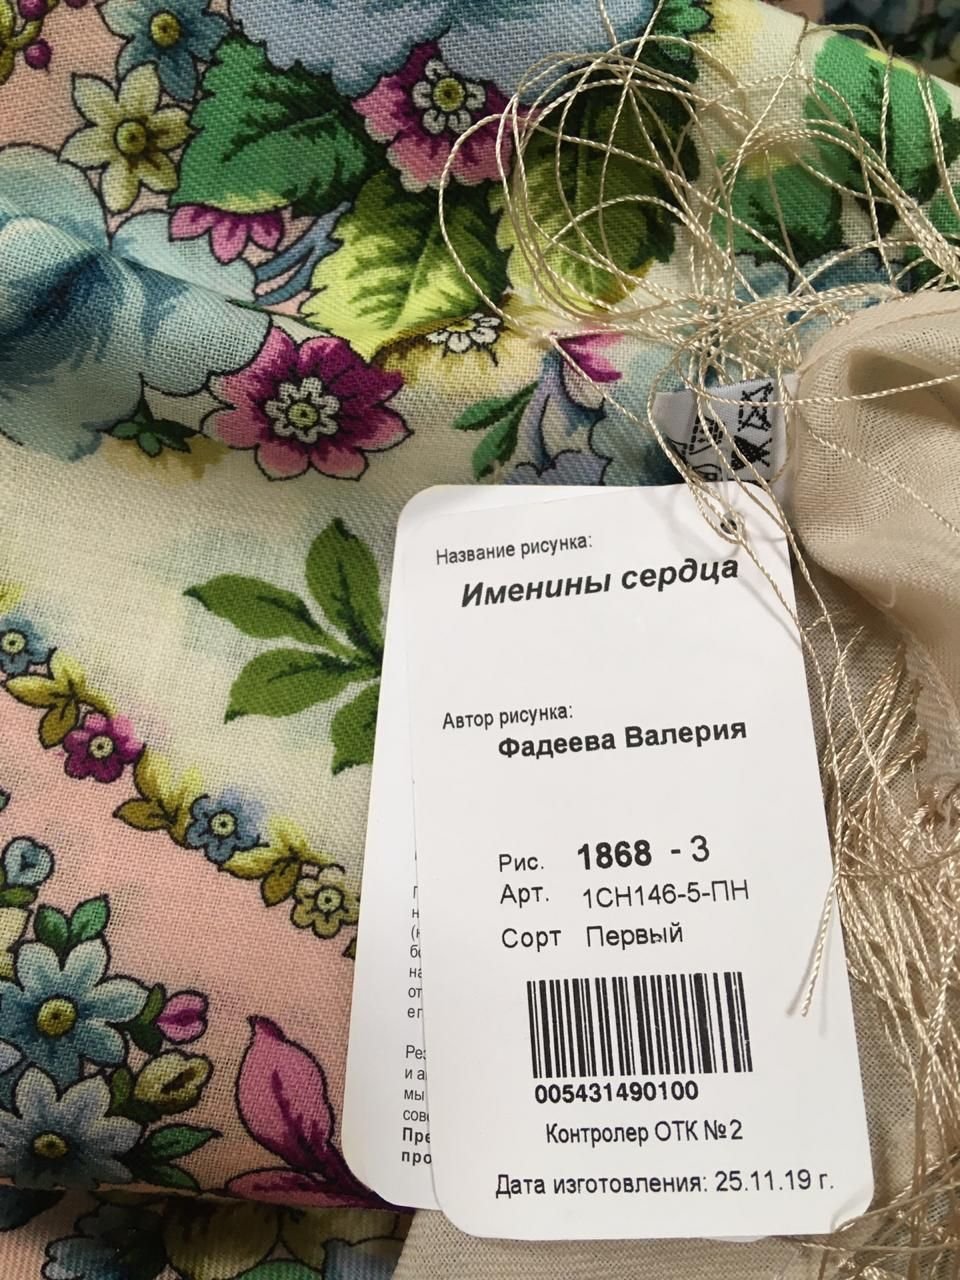 Название рисунка:
Именины сердца
Автор рисунка:
Фадеева Валерия
Рис. 1868 - 3
Арт. 1СН146-5-ПН
Сорт Первый
005431490100
Контролер ОТК №2
Дата изготовления: 25.11.19 г.